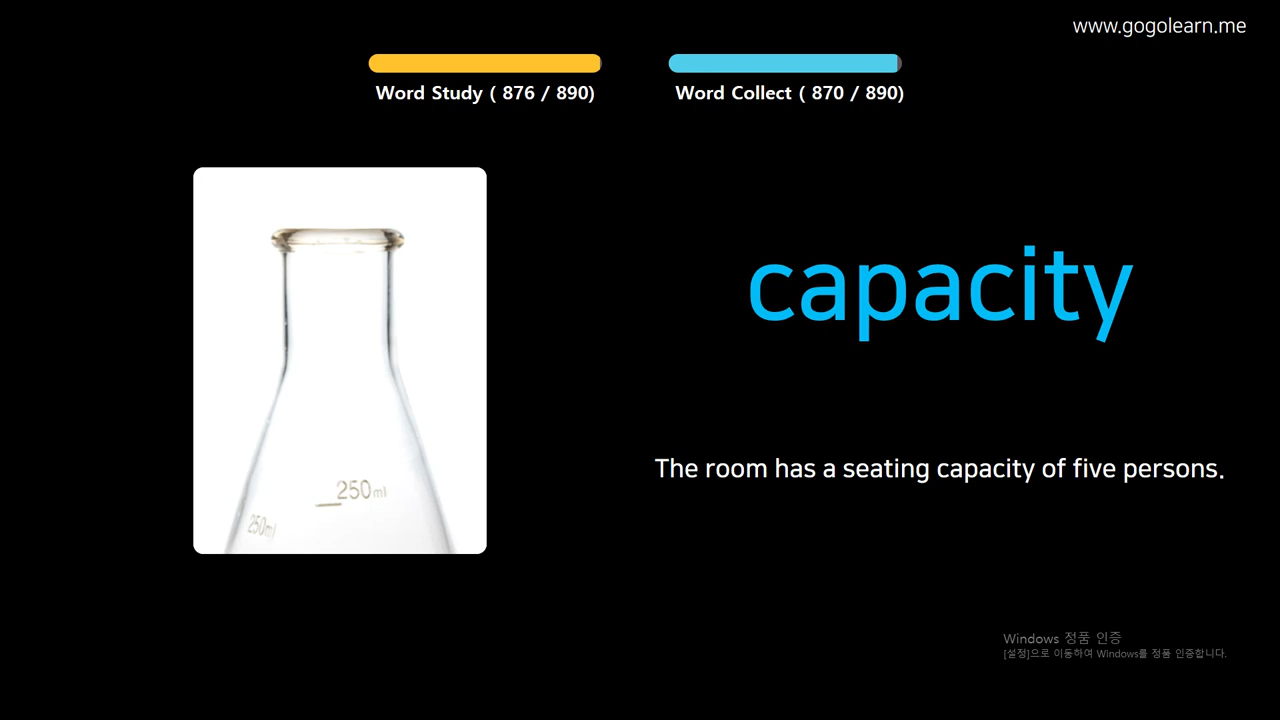 www.gogolearn.me
Word Study ( 876 / 890)
Word Collect ( 870 / 890)
capacity
250ml
250ml
The room has a seating capacity of five persons.
Windows 정품 인증
[설정]으로 이동하여 Windows를 정품 인증합니다.